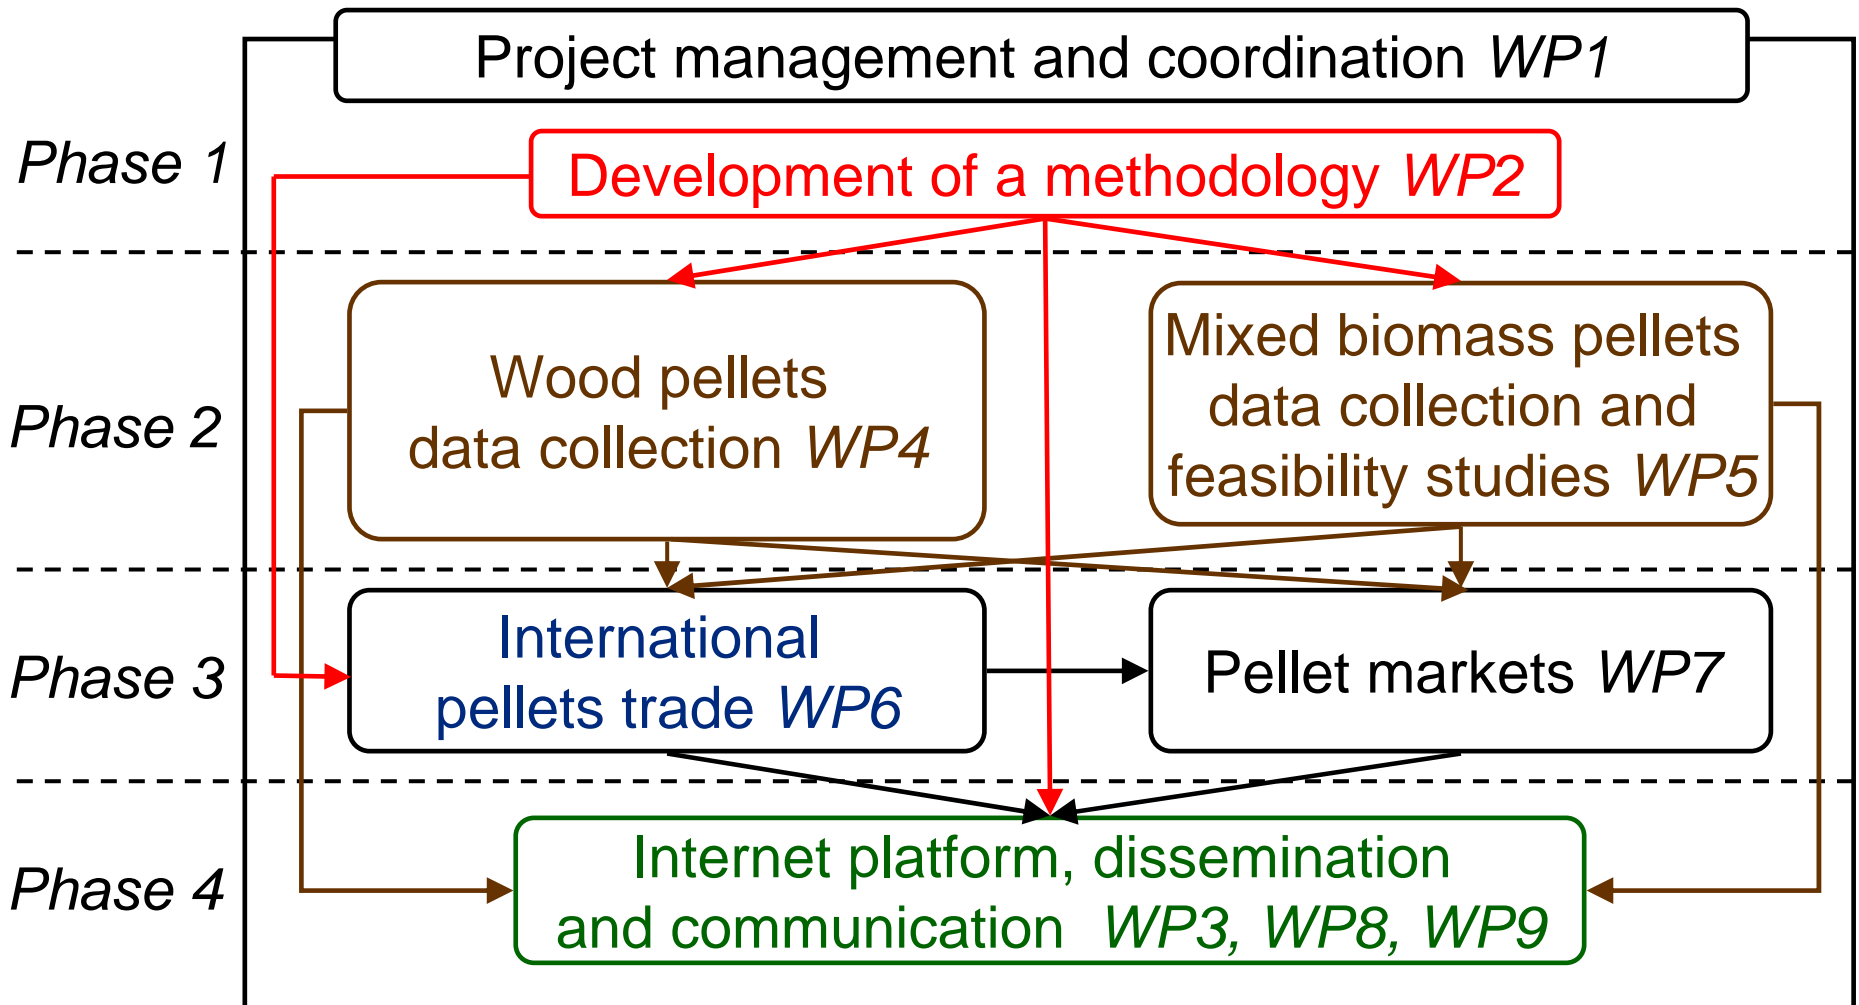 Project management and coordination WP1
Phase 1
Development of a methodology WP2
Phase 2
Wood pellets
data collection WP4
Mixed biomass pellets
data collection and
feasibility studies WP5
Phase 3
International
pellets trade WP6
Pellet markets WP7
Phase 4
Internet platform, dissemination
and communication WP3, WP8, WP9